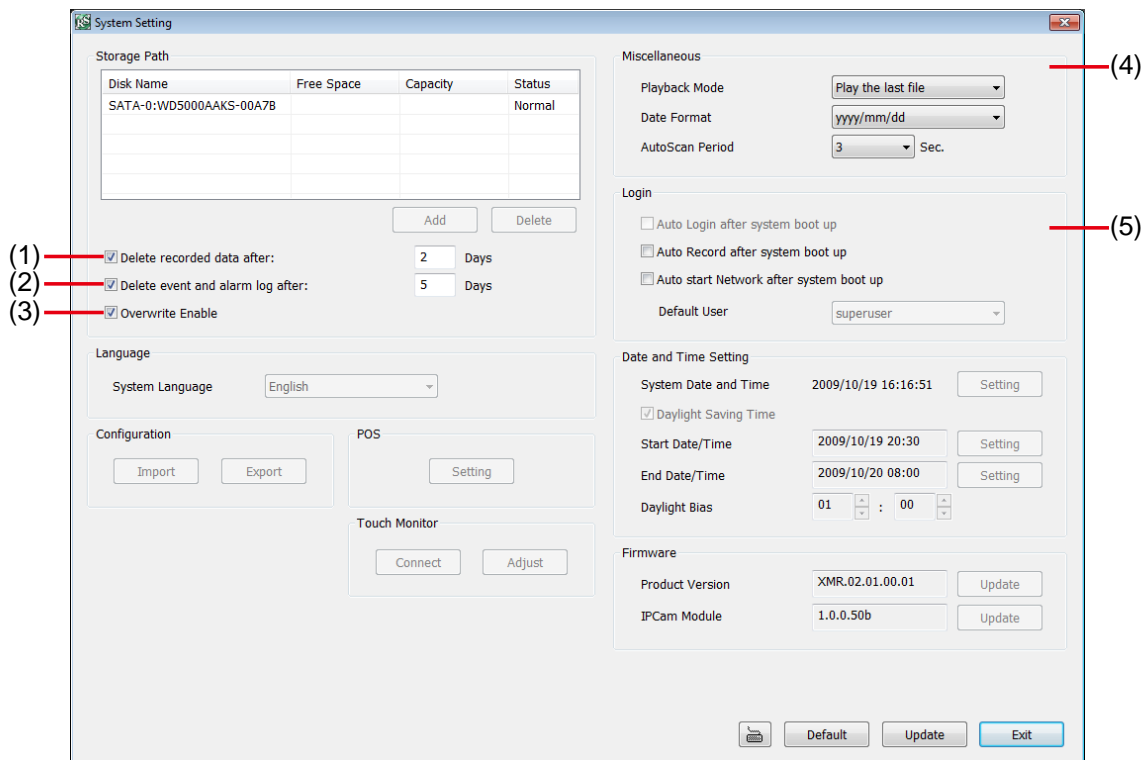 System Setting
Storage Path
Disk Name Free Space Capacity Status
SATA-0:WD5000AAKS-00A7B Normal
Add Delete
(1) Delete recorded data after: 2 Days
(2) Delete event and alarm log after: 5 Days
(3) Overwrite Enable
Language
System Language English
Configuration
Import Export
POS
Setting
Touch Monitor
Connect Adjust
Miscellaneous (4)
Playback Mode Play the last file
Date Format yyyy/mm/dd
AutoScan Period 3 Sec.
Login
Auto Login after system boot up (5)
Auto Record after system boot up
Auto start Network after system boot up
Default User superuser
Date and Time Setting
System Date and Time 2009/10/19 16:16:51 Setting
Daylight Saving Time
Start Date/Time 2009/10/19 20:30 Setting
End Date/Time 2009/10/20 08:00 Setting
Daylight Bias 01 : 00
Firmware
Product Version XMR.02.01.00.01 Update
IPCam Module 1.0.0.50b Update
Default Update Exit